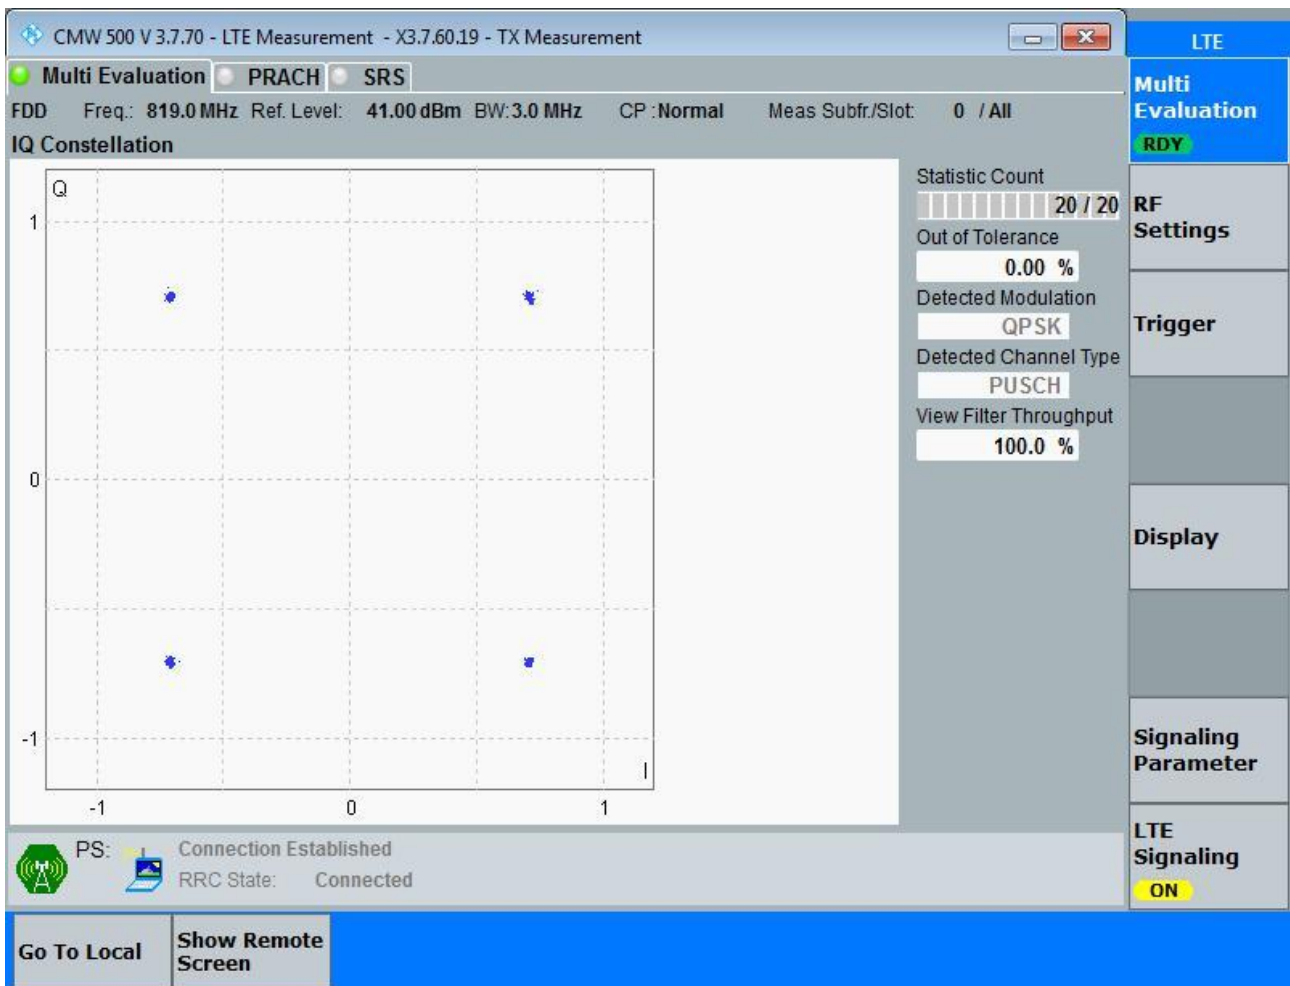 CMW 500 V 3.7.70 - LTE Measurement - X3.7.60.19 - TX Measurement
LTE
Multi Evaluation PRACH SRS
FDD Freq.: 819.0 MHz Ref. Level: 41.00 dBm BW: 3.0 MHz CP : Normal Meas Subfr./Slot: 0 / All
IQ Constellation
Q
1
0
-1
I
-1 0 1
Statistic Count
20 / 20
Out of Tolerance
0.00 %
Detected Modulation
QPSK
Detected Channel Type
PUSCH
View Filter Throughput
100.0 %
Multi
Evaluation
RDY
RF
Settings
Trigger
Display
Signaling
Parameter
LTE
Signaling
ON
PS: Connection Established
RRC State: Connected
Go To Local
Show Remote
Screen